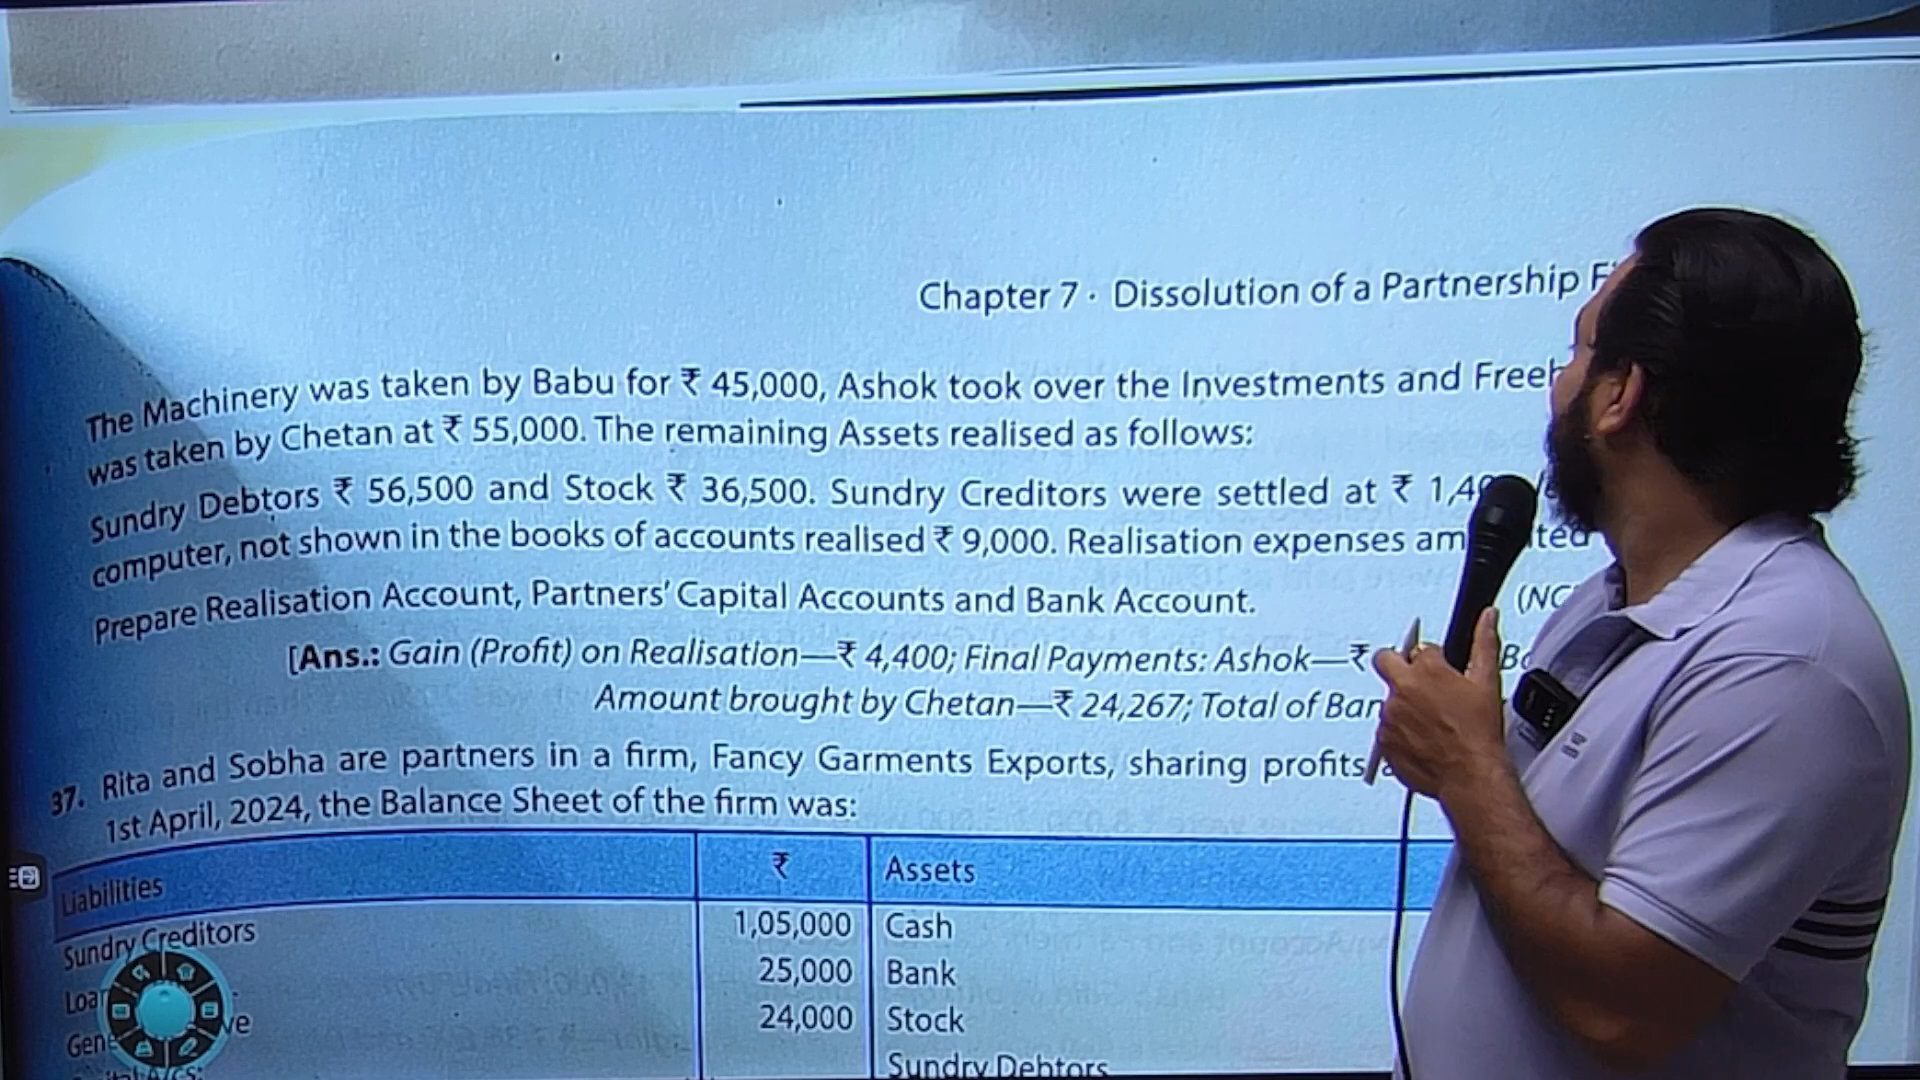 Chapter 7 · Dissolution of a Partnership
The Machinery was taken by Babu for ₹ 45,000, Ashok took over the Investments and
was taken by Chetan at ₹ 55,000. The remaining Assets realised as follows:
Sundry Debtors ₹ 56,500 and Stock ₹ 36,500. Sundry Creditors were settled at ₹
computer, not shown in the books of accounts realised ₹ 9,000. Realisation expenses
Prepare Realisation Account, Partners' Capital Accounts and Bank Account.
[Ans.: Gain (Profit) on Realisation—₹ 4,400; Final Payments: Ashok—₹
Amount brought by Chetan—₹ 24,267; Total of
37. Rita and Sobha are partners in a firm, Fancy Garments Exports, sharing profits
1st April, 2024, the Balance Sheet of the firm was:
Liabilities ₹ Assets
Sundry Creditors 1,05,000 Cash
25,000 Bank
24,000 Stock
Sundry Debtors